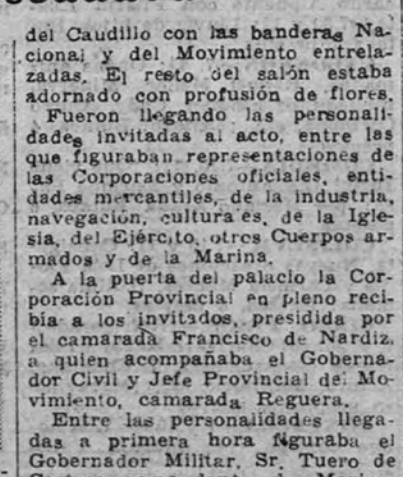 del Caudillo con las banderas Na-
cional y del Movimiento entrela-
zadas. El resto del salón estaba
adornado con profusión de flores.
Fueron llegando las personali-
dades invitadas al acto, entre las
que figuraban representaciones de
las Corporaciones oficiales, enti-
dades mercantiles, de la industria,
navegación, culturales, de la Igle-
sia, del Ejército, otros Cuerpos ar-
mados y de la Marina.
A la puerta del palacio la Cor-
poración Provincial en pleno reci-
bía a los invitados, presidida por
el camarada Francisco de Nardiz,
a quien acompañaba el Goberna-
dor Civil y Jefe Provincial del Mo-
vimiento, camarada Reguera.
Entre las personalidades llega-
das a primera hora figuraba el
Gobernador Militar, Sr. Tuero de